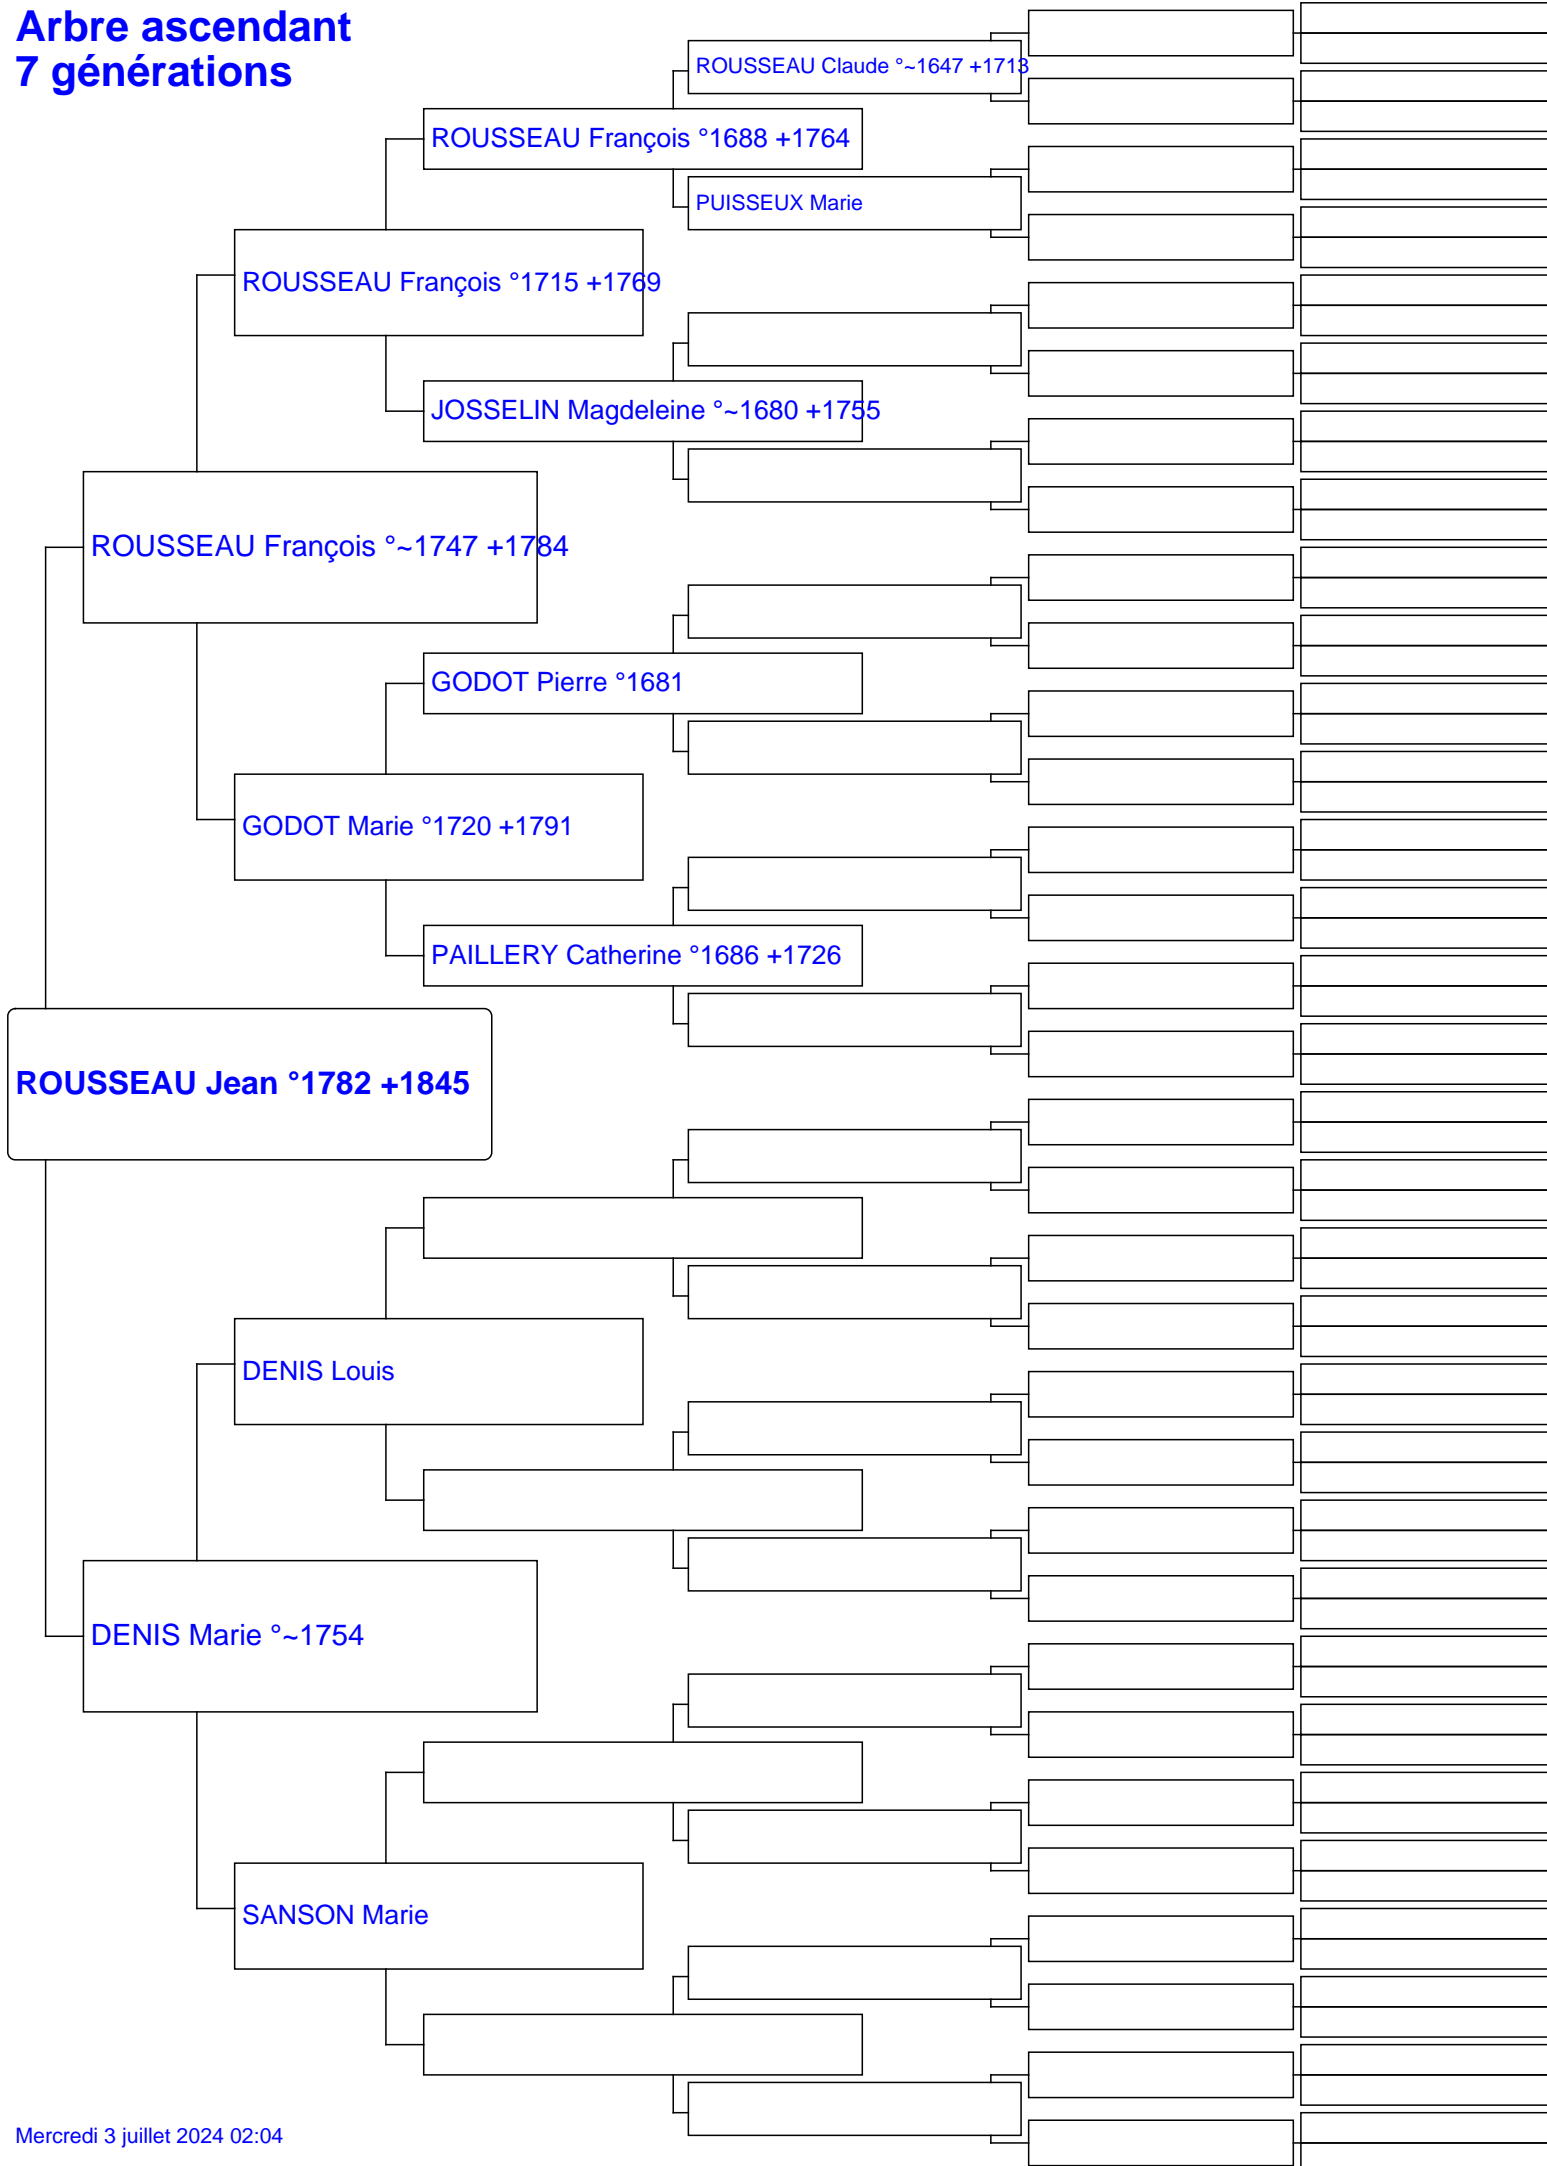 Arbre ascendant
7 générations
ROUSSEAU Claude °~1647 +1713
ROUSSEAU François °1688 +1764
PUISSEUX Marie
ROUSSEAU François °1715 +1769
JOSSELIN Magdeleine °~1680 +1755
ROUSSEAU François °~1747 +1784
GODOT Pierre °1681
GODOT Marie °1720 +1791
PAILLERY Catherine °1686 +1726
ROUSSEAU Jean °1782 +1845
DENIS Louis
DENIS Marie °~1754
SANSON Marie
Mercredi 3 juillet 2024 02:04